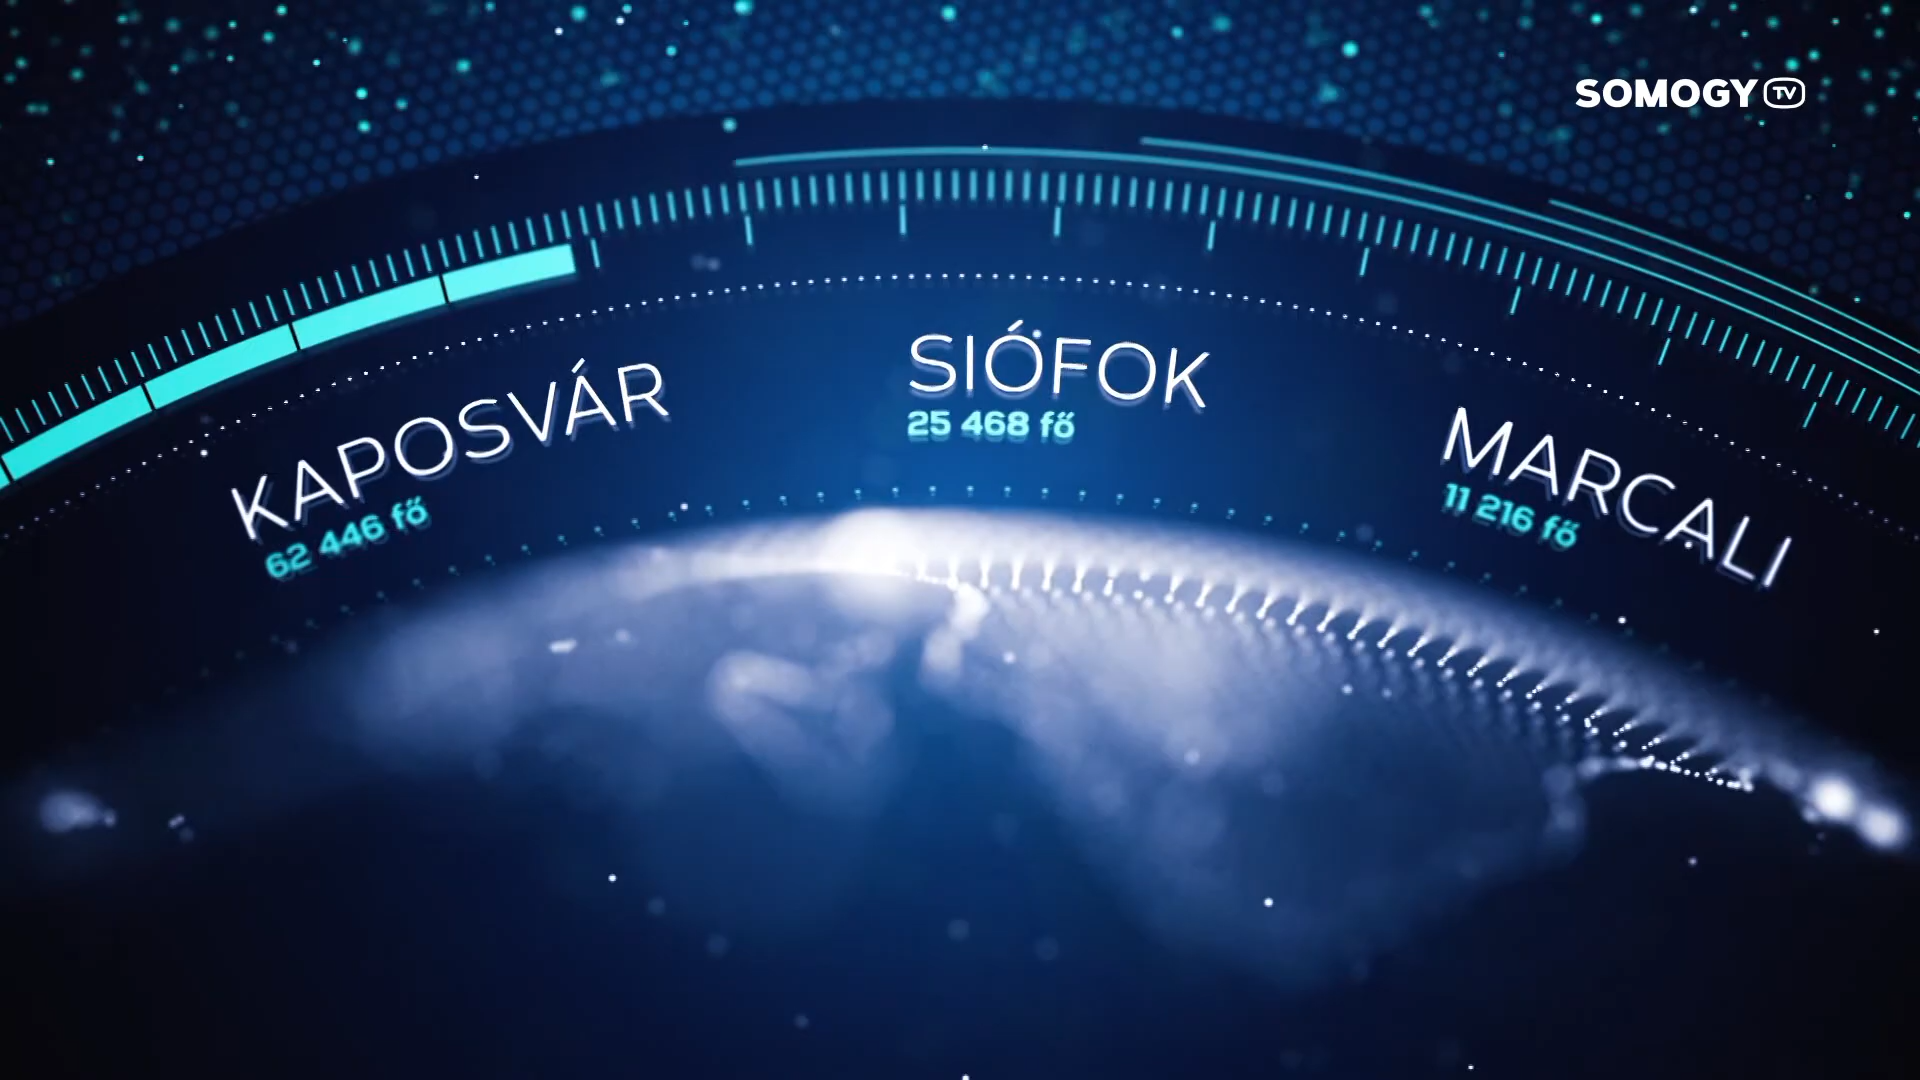 SOMOGY TV
KAPOSVÁR
62 446 fő
SIÓFOK
25 468 fő
MARCALI
11 216 fő